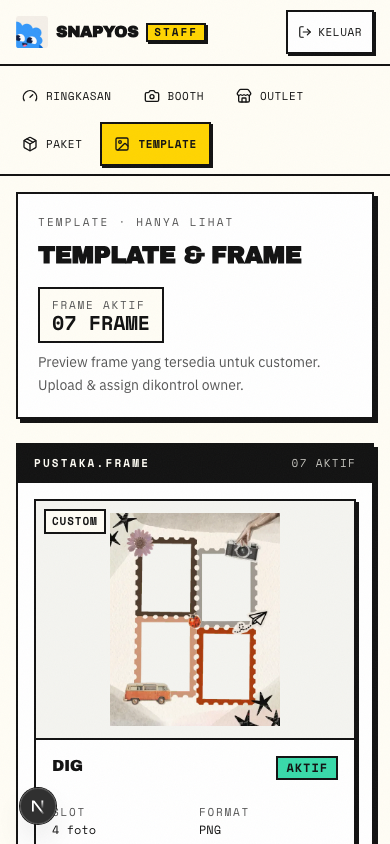 SNAPYOS STAFF KELUAR
RINGKASAN BOOTH OUTLET
PAKET TEMPLATE
TEMPLATE · HANYA LIHAT
TEMPLATE & FRAME
FRAME AKTIF
07 FRAME
Preview frame yang tersedia untuk customer.
Upload & assign dikontrol owner.
PUSTAKA.FRAME 07 AKTIF
CUSTOM
DIG AKTIF
SLOT FORMAT
4 foto PNG
N